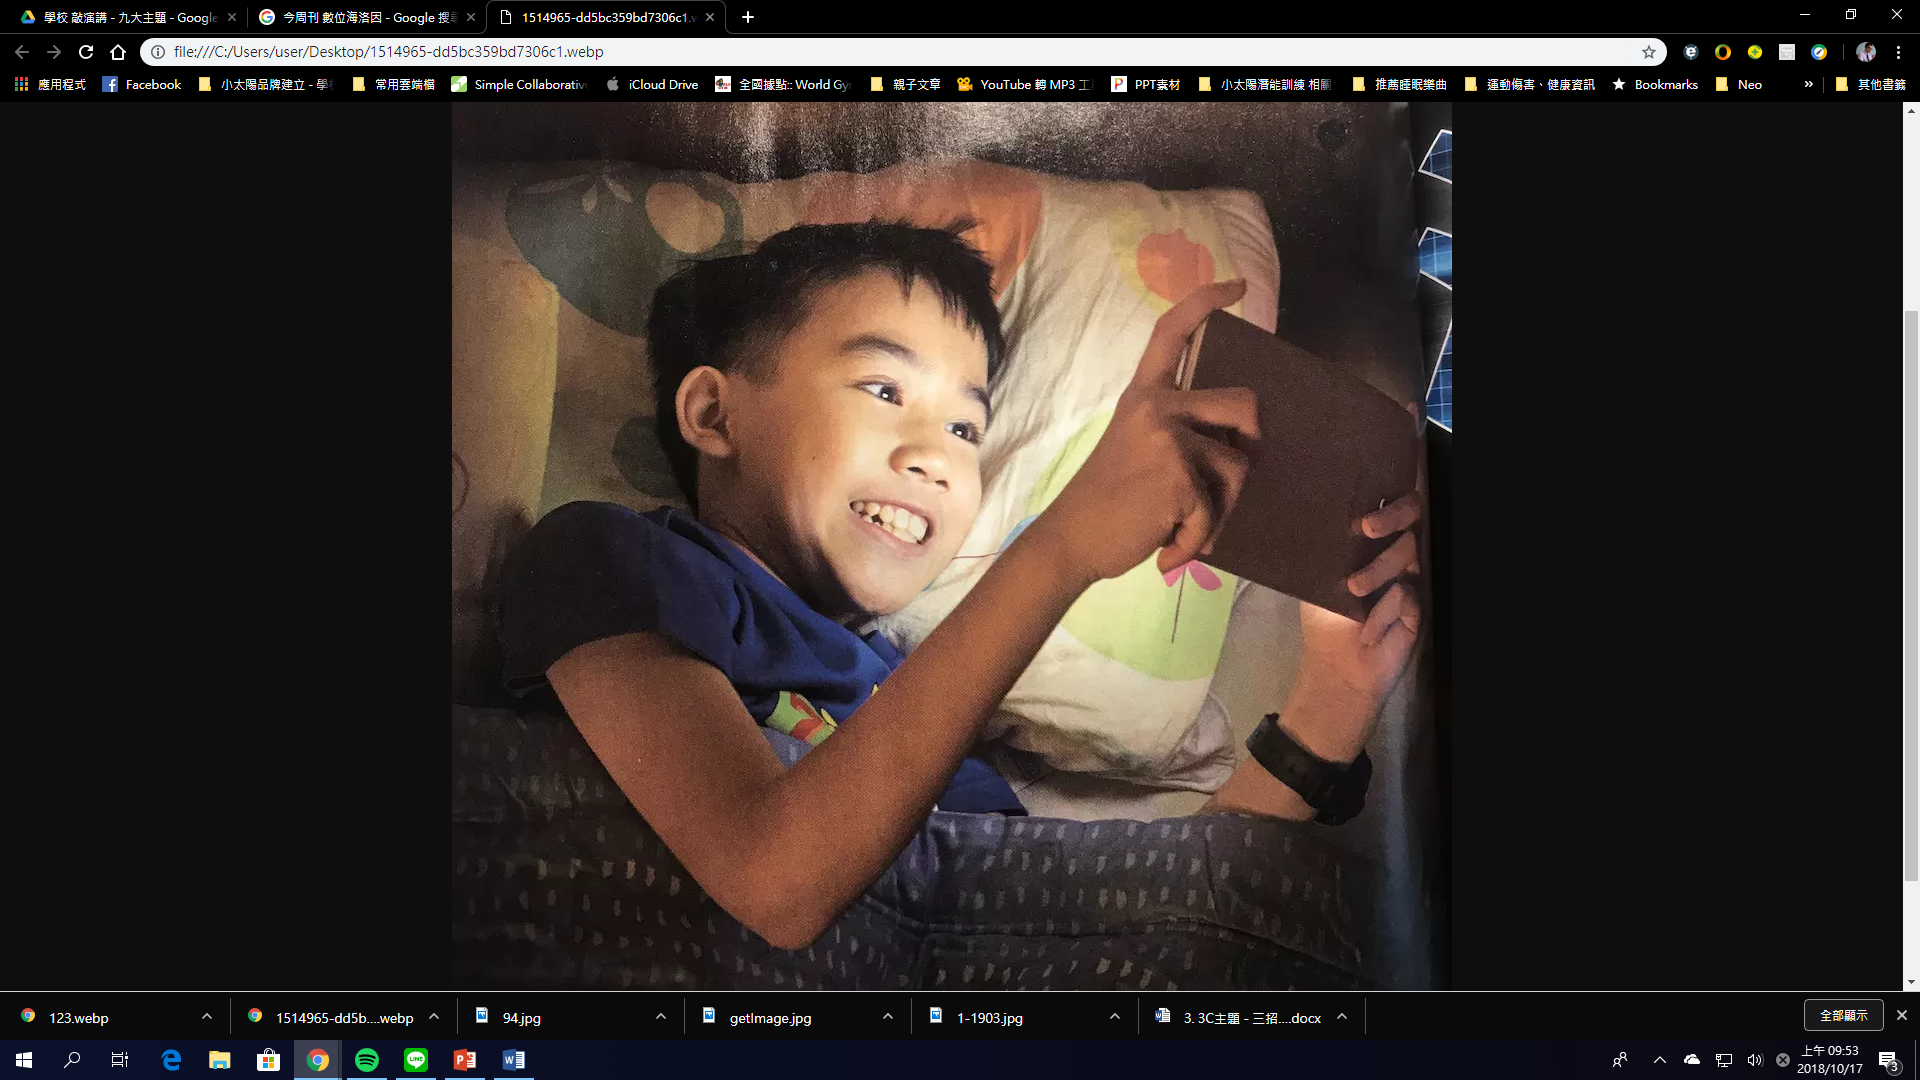 學校 敲演講 - 九大主題 - Google
今周刊 數位海洛因 - Google 搜尋
1514965-dd5bc359bd7306c1.w
file:///C:/Users/user/Desktop/1514965-dd5bc359bd7306c1.webp
應用程式
Facebook
小太陽品牌建立 - 學
常用雲端檔
Simple Collaborativ
iCloud Drive
全國據點:: World Gy
親子文章
YouTube 轉 MP3 工
PPT素材
小太陽潛能訓練 相關
推薦睡眠樂曲
運動傷害、健康資訊
Bookmarks
Neo
»
其他書籤
123.webp
1514965-dd5b....webp
94.jpg
getImage.jpg
1-1903.jpg
3. 3C主題 - 三招....docx
全部顯示
上午 09:53
2018/10/17
3